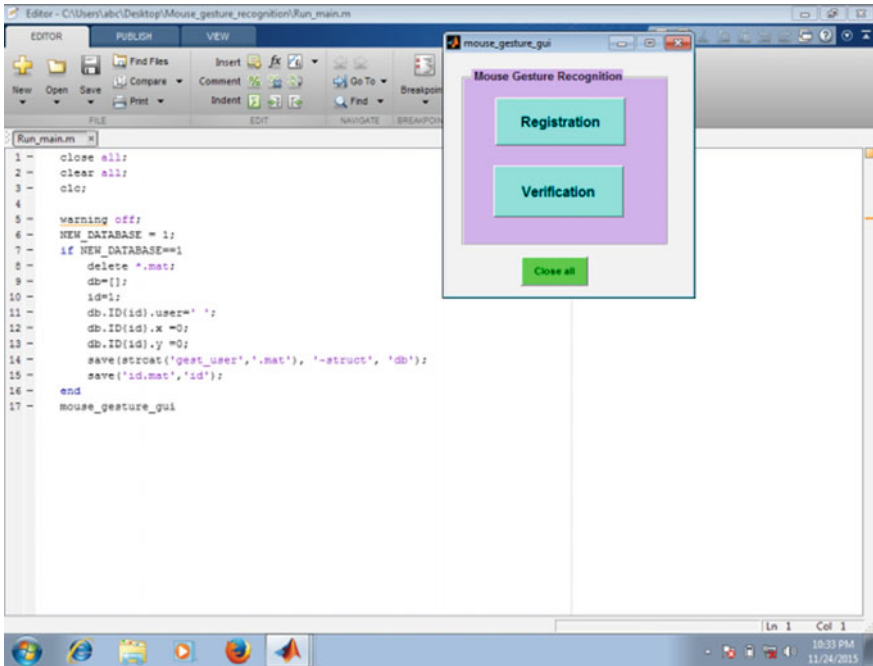 Editor - C:\Users\abc\Desktop\Mouse_gesture_recognition\Run_main.m
EDITOR PUBLISH VIEW
New Open Save
Find Files
Compare
Print
FILE
Insert fx
Comment %
Indent
EDIT
Go To
Find
NAVIGATE
Breakpoin
BREAKPOIN
Run_main.m
1 - close all;
2 - clear all;
3 - clc;
4
5 - warning off;
6 - NEW_DATABASE = 1;
7 - if NEW_DATABASE==1
8 - delete *.mat;
9 - db=[];
10 - id=1;
11 - db.ID(id).user=' ';
12 - db.ID(id).x =0;
13 - db.ID(id).y =0;
14 - save(strcat('gest_user','.mat'), '-struct', 'db');
15 - save('id.mat','id');
16 - end
17 - mouse_gesture_gui
mouse_gesture_gui
Mouse Gesture Recognition
Registration
Verification
Close all
Ln 1 Col 1
10:33 PM
11/24/2015